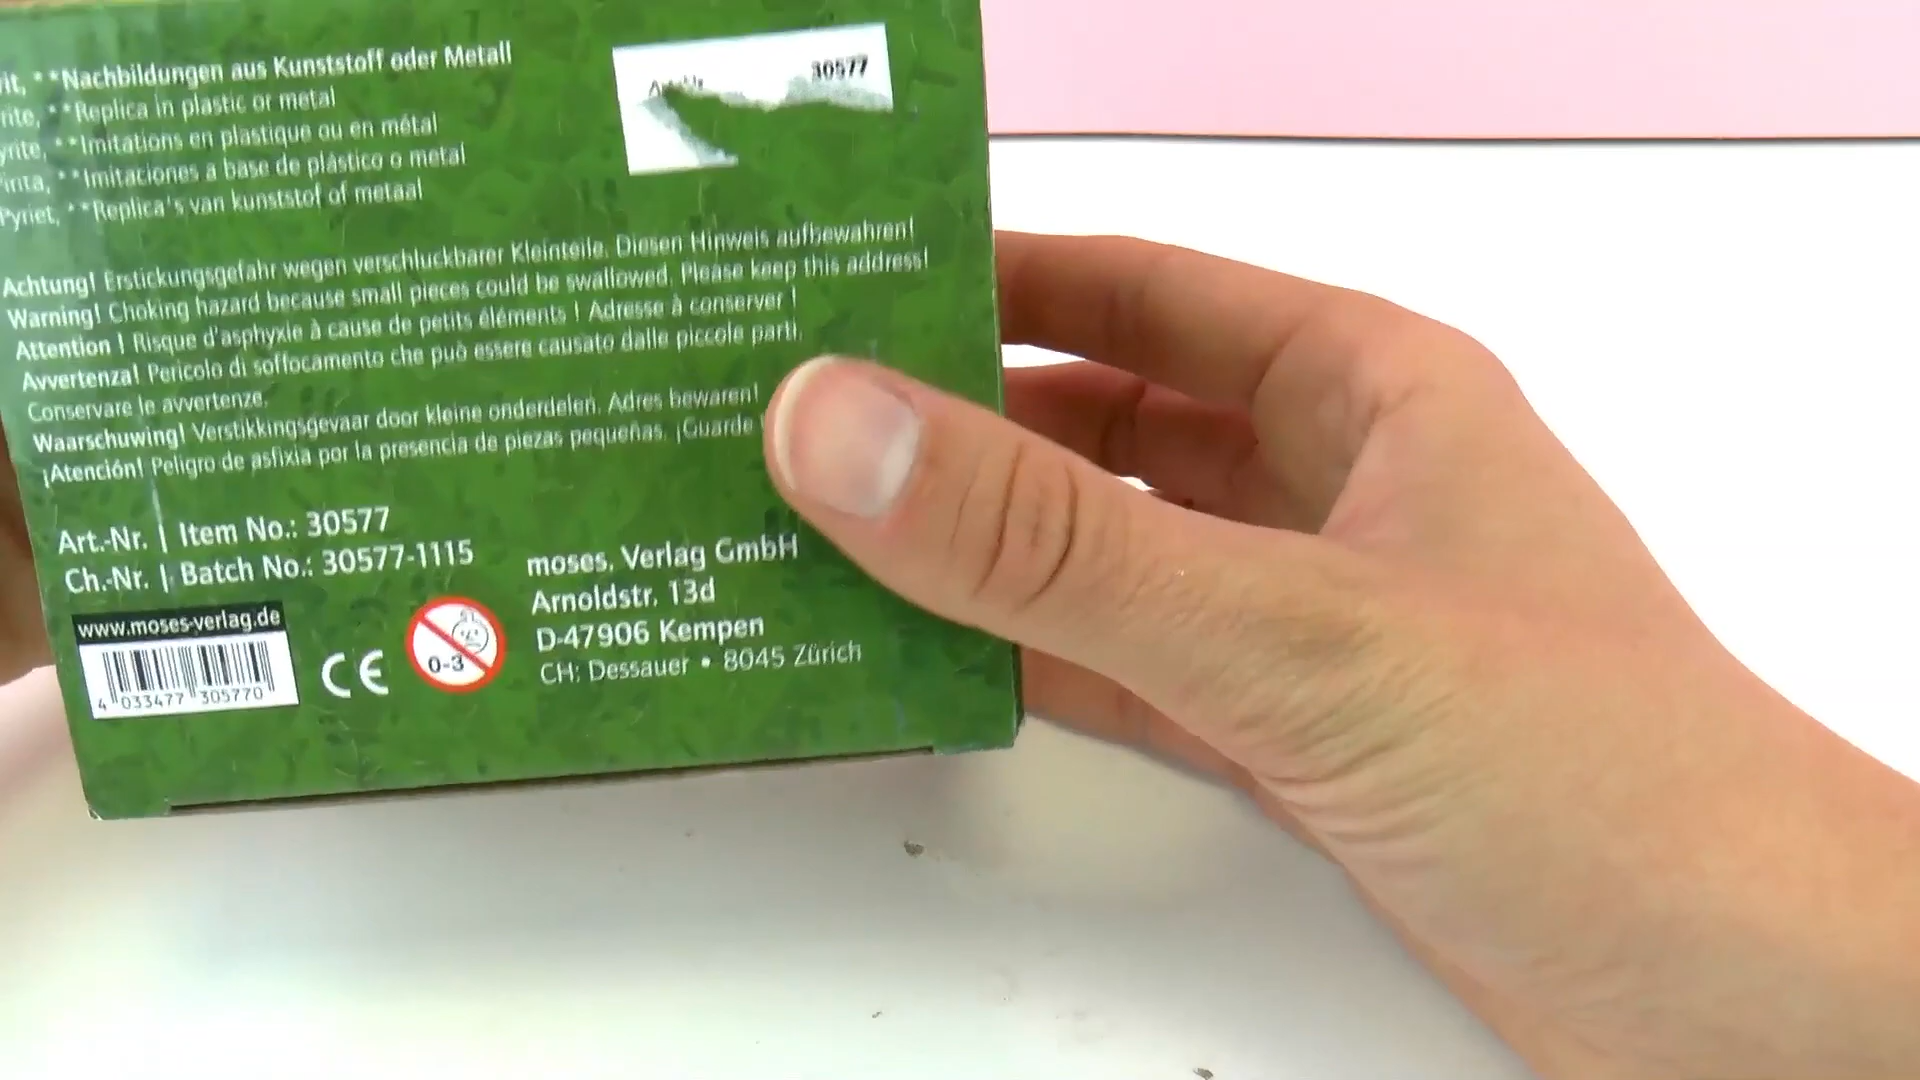 **Nachbildungen aus Kunststoff oder Metall
**Replica in plastic or metal
**Imitations en plastique ou en métal
**Imitaciones a base de plástico o metal
Pyriet, **Replica's van kunststof of metaal
30577
Achtung! Erstickungsgefahr wegen verschluckbarer Kleinteile. Diesen Hinweis aufbewahren!
Warning! Choking hazard because small pieces could be swallowed. Please keep this address!
Attention ! Risque d'asphyxie à cause de petits éléments ! Adresse à conserver !
Avvertenza! Pericolo di soffocamento che può essere causato dalle piccole parti.
Conservare le avvertenze.
Waarschuwing! Verstikkingsgevaar door kleine onderdelen. Adres bewaren!
¡Atención! Peligro de asfixia por la presencia de piezas pequeñas. ¡Guarde
Art.-Nr. | Item No.: 30577
Ch.-Nr. | Batch No.: 30577-1115
www.moses-verlag.de
4 033477 305770
CE
0-3
moses. Verlag GmbH
Arnoldstr. 13d
D-47906 Kempen
CH: Dessauer • 8045 Zürich